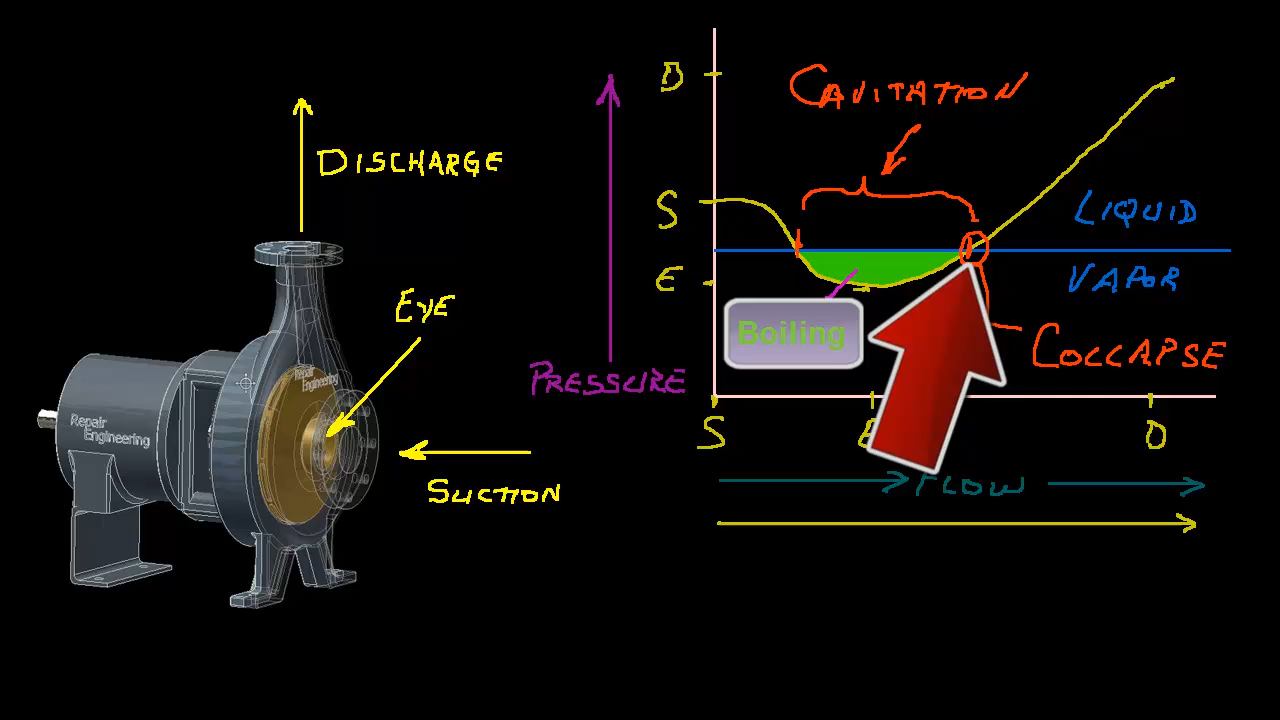 DISCHARGE
EYE
SUCTION
Repair
Engineering
Repair
Engineering
PRESSURE
D
S
E
CAVITATION
LIQUID
VAPOR
Boiling
COLLAPSE
S
D
FLOW